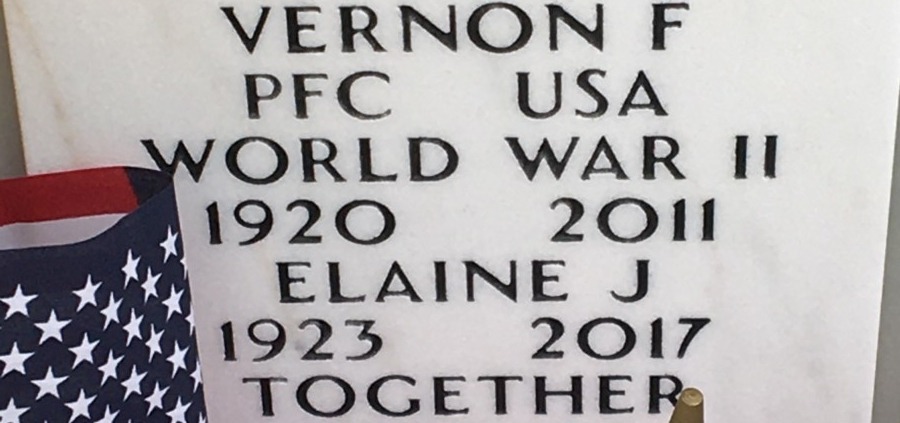 VERNON F
PFC USA
WORLD WAR II
1920 2011
ELAINE J
1923 2017
TOGETHER